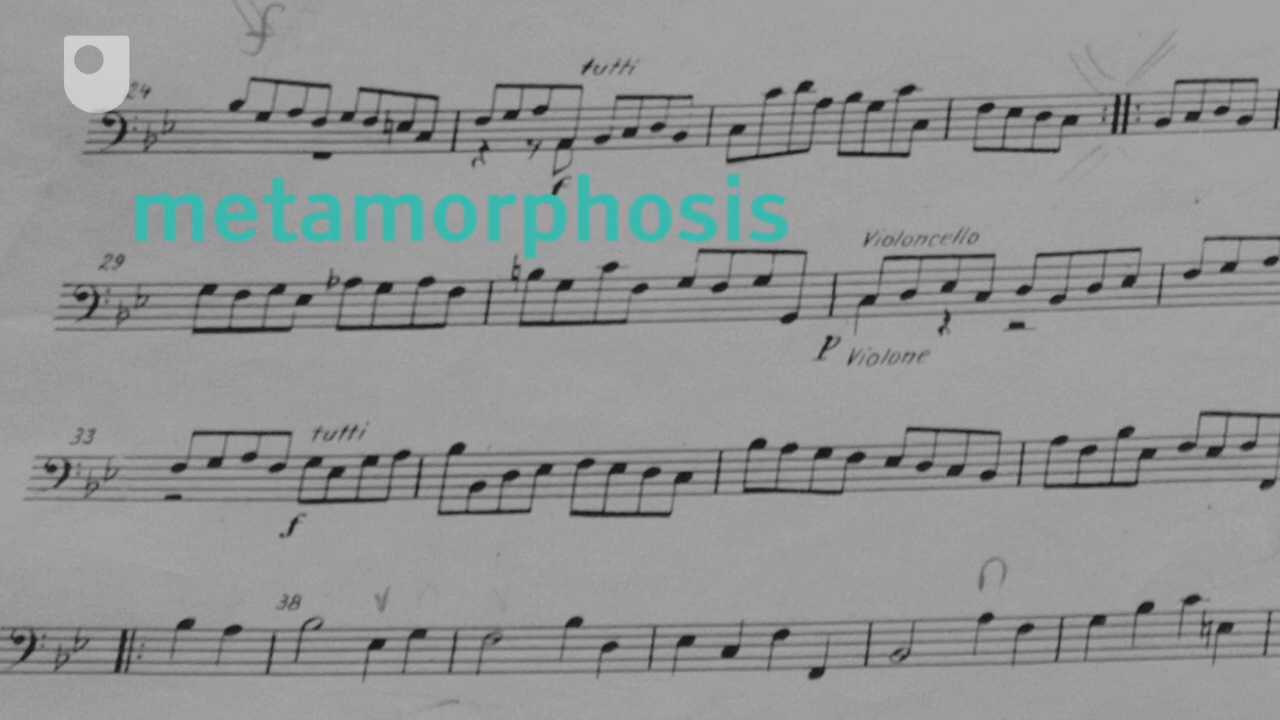 f
24
tutti
f
metamorphosis
29
Violoncello
p Violone
33
tutti
f
38